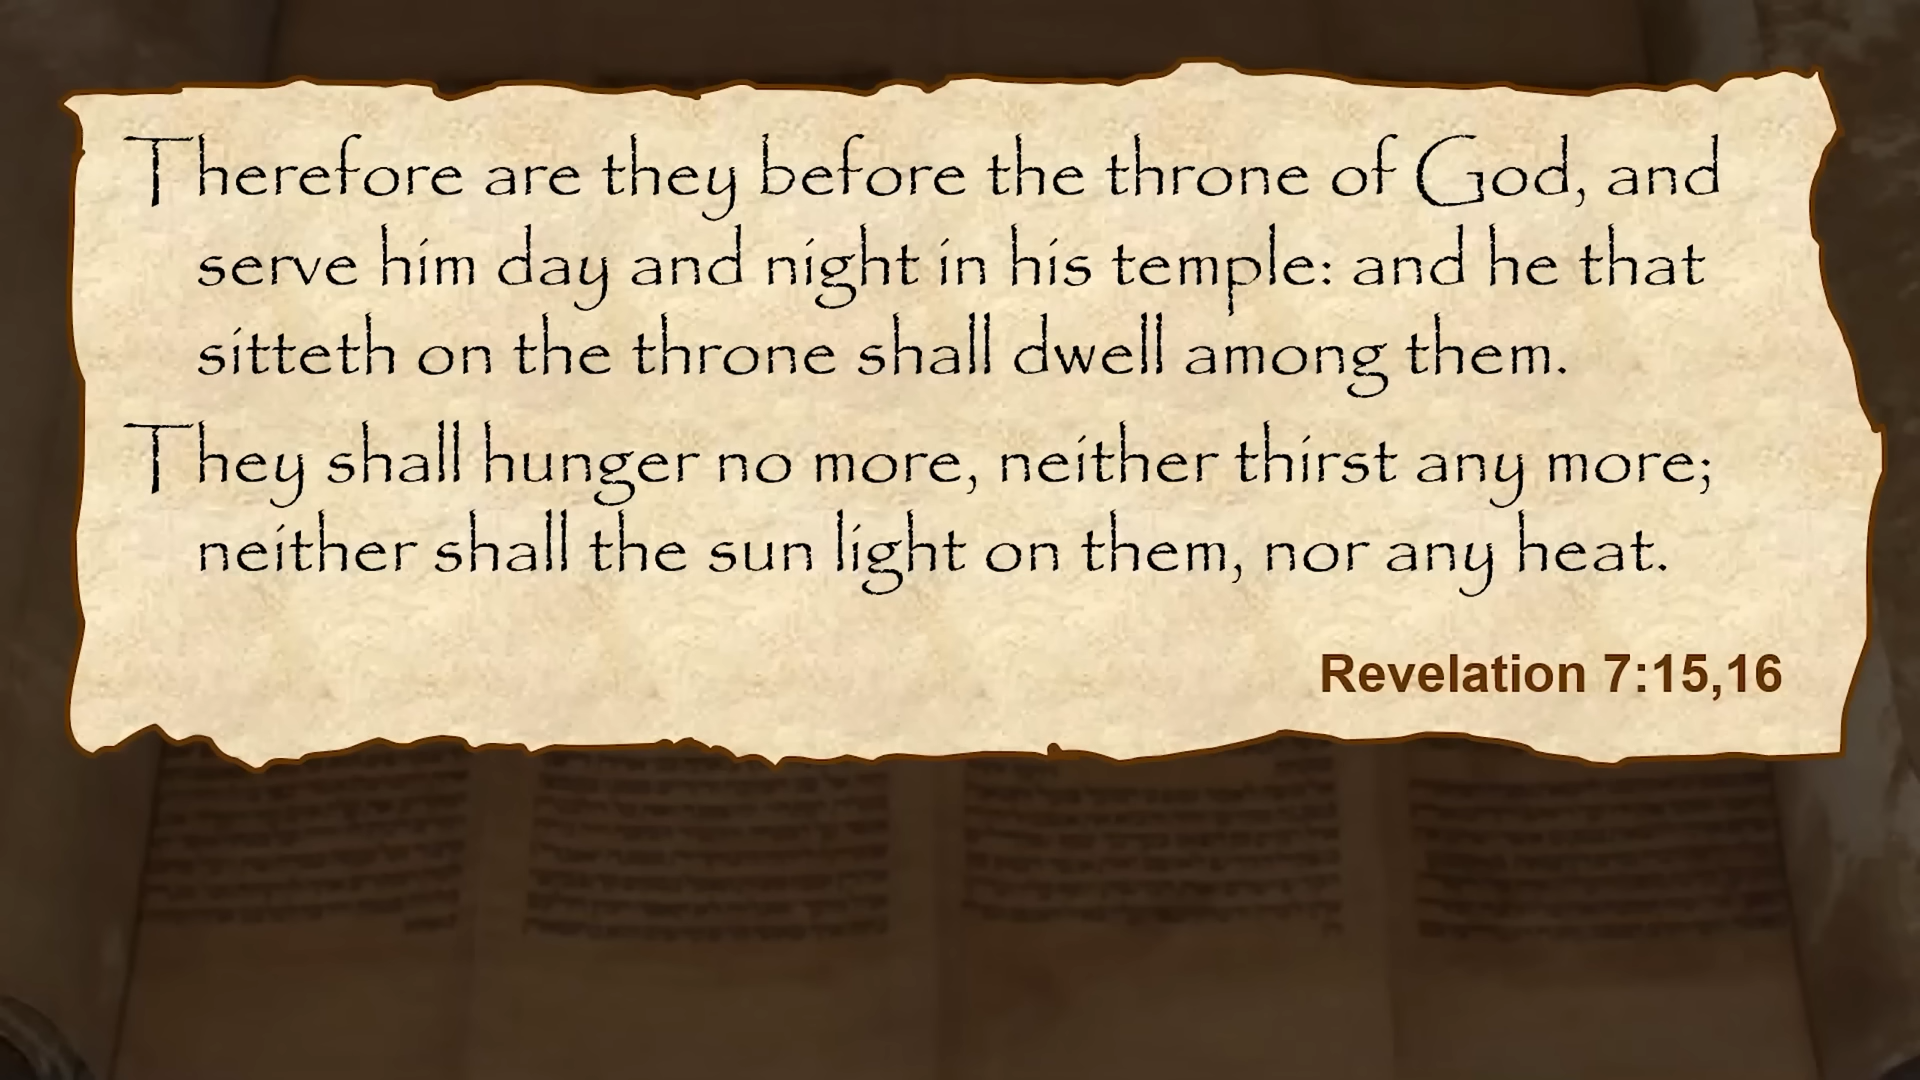 Therefore are they before the throne of God, and
serve him day and night in his temple: and he that
sitteth on the throne shall dwell among them.
They shall hunger no more, neither thirst any more;
neither shall the sun light on them, nor any heat.
Revelation 7:15,16